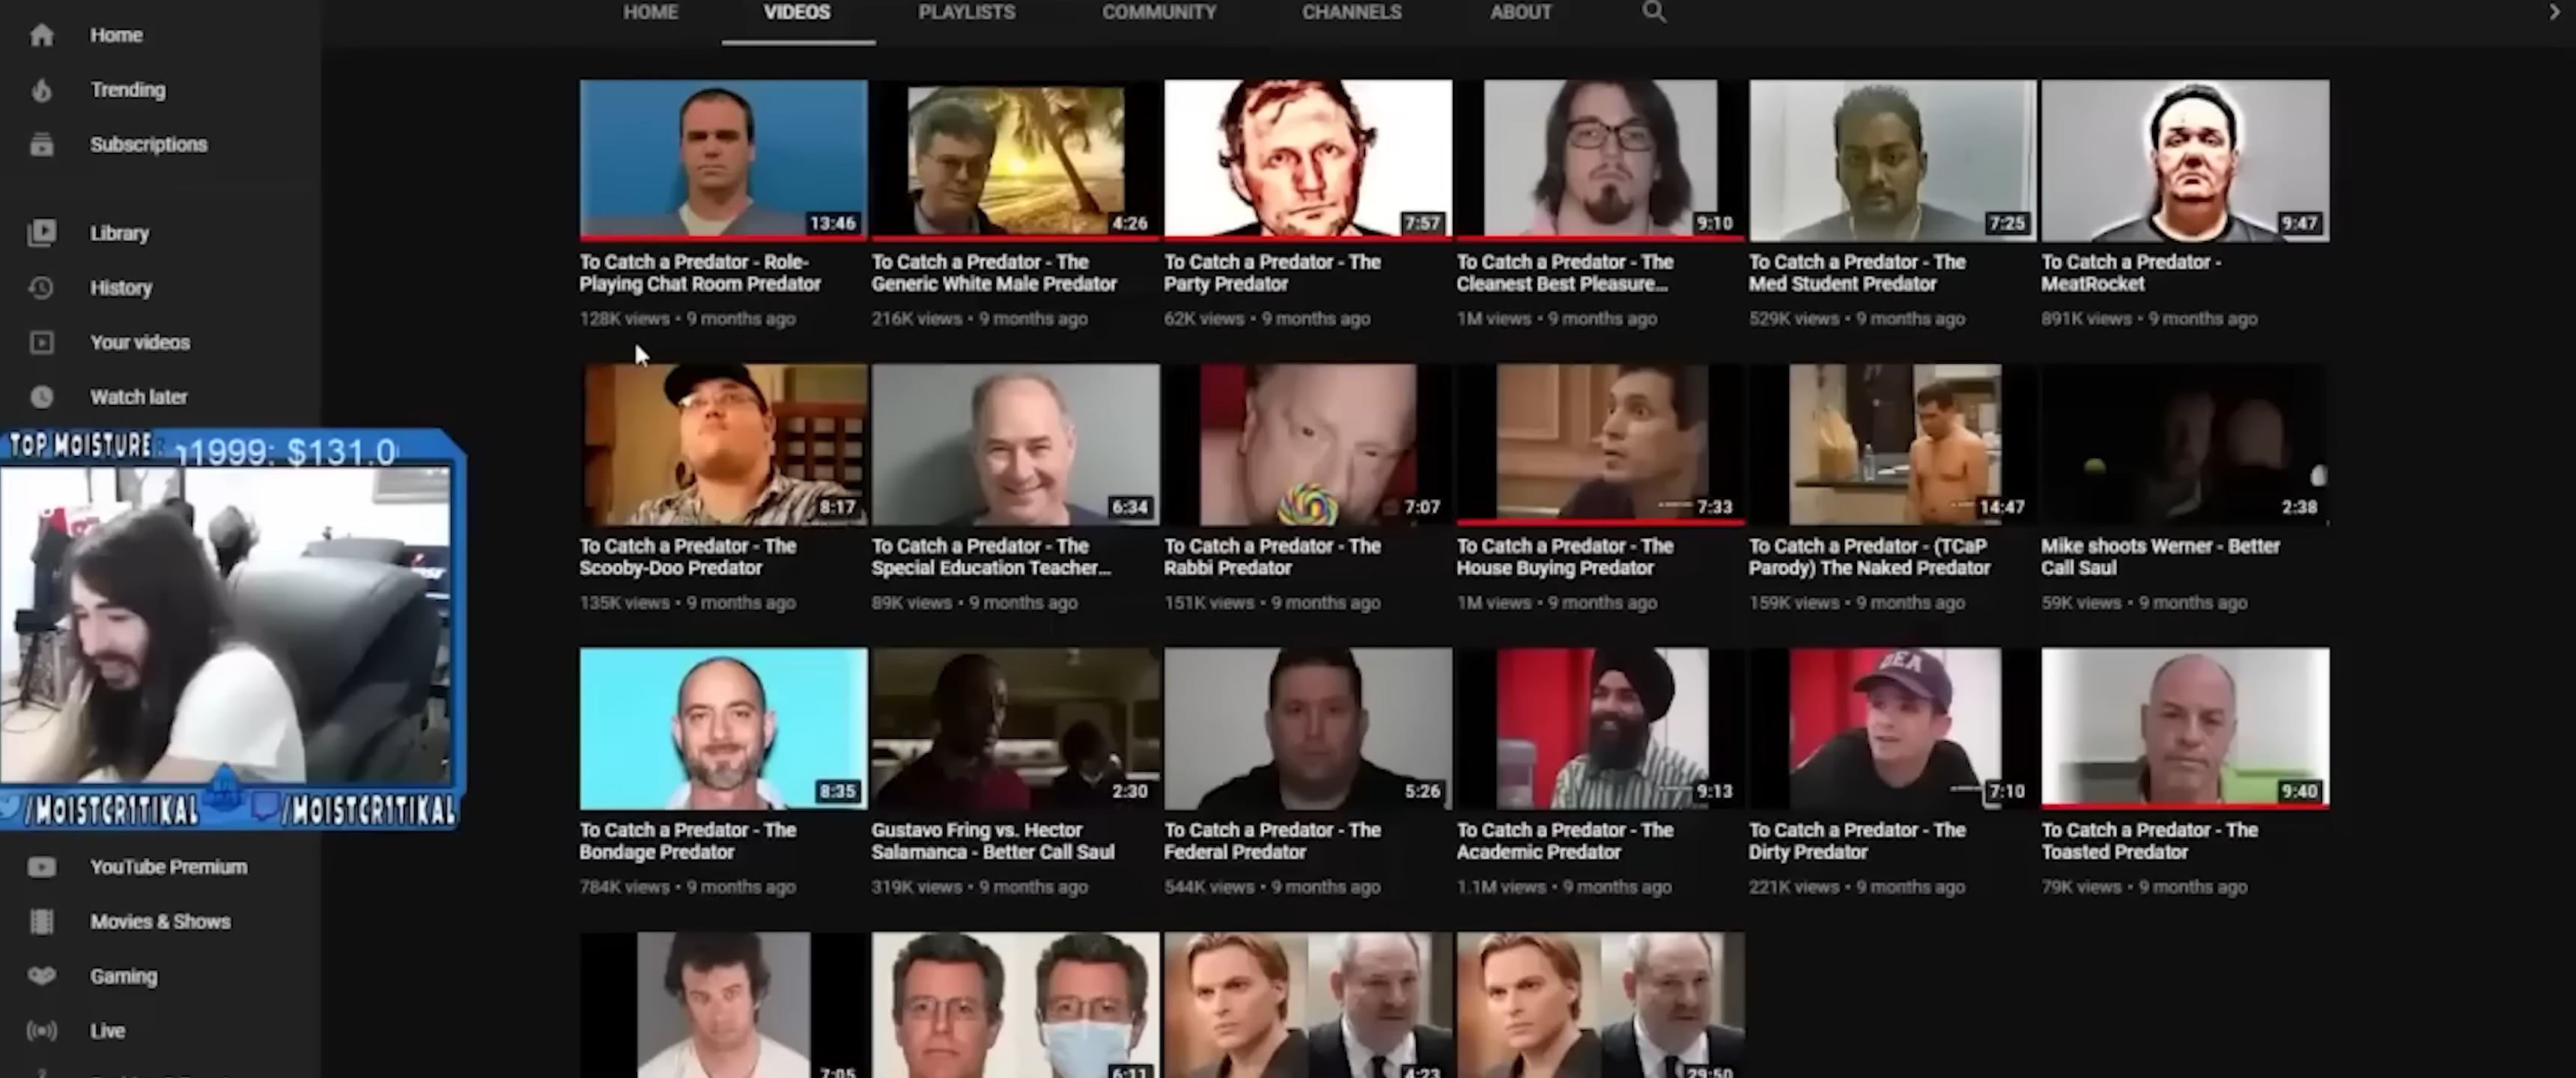 HOME VIDEOS PLAYLISTS COMMUNITY CHANNELS ABOUT
Home
Trending
Subscriptions
Library
History
Your videos
Watch later
TOP MOISTURE: 1999: $131.0
/MOISTCR1TIKAL /MOISTCR1TIKAL
YouTube Premium
Movies & Shows
Gaming
Live
13:46
To Catch a Predator - Role-
Playing Chat Room Predator
128K views • 9 months ago
4:26
To Catch a Predator - The
Generic White Male Predator
216K views • 9 months ago
7:57
To Catch a Predator - The
Party Predator
62K views • 9 months ago
9:10
To Catch a Predator - The
Cleanest Best Pleasure...
1M views • 9 months ago
7:25
To Catch a Predator - The
Med Student Predator
529K views • 9 months ago
9:47
To Catch a Predator -
MeatRocket
891K views • 9 months ago
8:17
To Catch a Predator - The
Scooby-Doo Predator
135K views • 9 months ago
6:34
To Catch a Predator - The
Special Education Teacher...
89K views • 9 months ago
7:07
To Catch a Predator - The
Rabbi Predator
151K views • 9 months ago
7:33
To Catch a Predator - The
House Buying Predator
1M views • 9 months ago
14:47
To Catch a Predator - (TCaP
Parody) The Naked Predator
159K views • 9 months ago
2:38
Mike shoots Werner - Better
Call Saul
59K views • 9 months ago
8:35
To Catch a Predator - The
Bondage Predator
784K views • 9 months ago
2:30
Gustavo Fring vs. Hector
Salamanca - Better Call Saul
319K views • 9 months ago
5:26
To Catch a Predator - The
Federal Predator
544K views • 9 months ago
9:13
To Catch a Predator - The
Academic Predator
1.1M views • 9 months ago
DEA
7:10
To Catch a Predator - The
Dirty Predator
221K views • 9 months ago
9:40
To Catch a Predator - The
Toasted Predator
79K views • 9 months ago
7:05
6:11
4:23
29:50